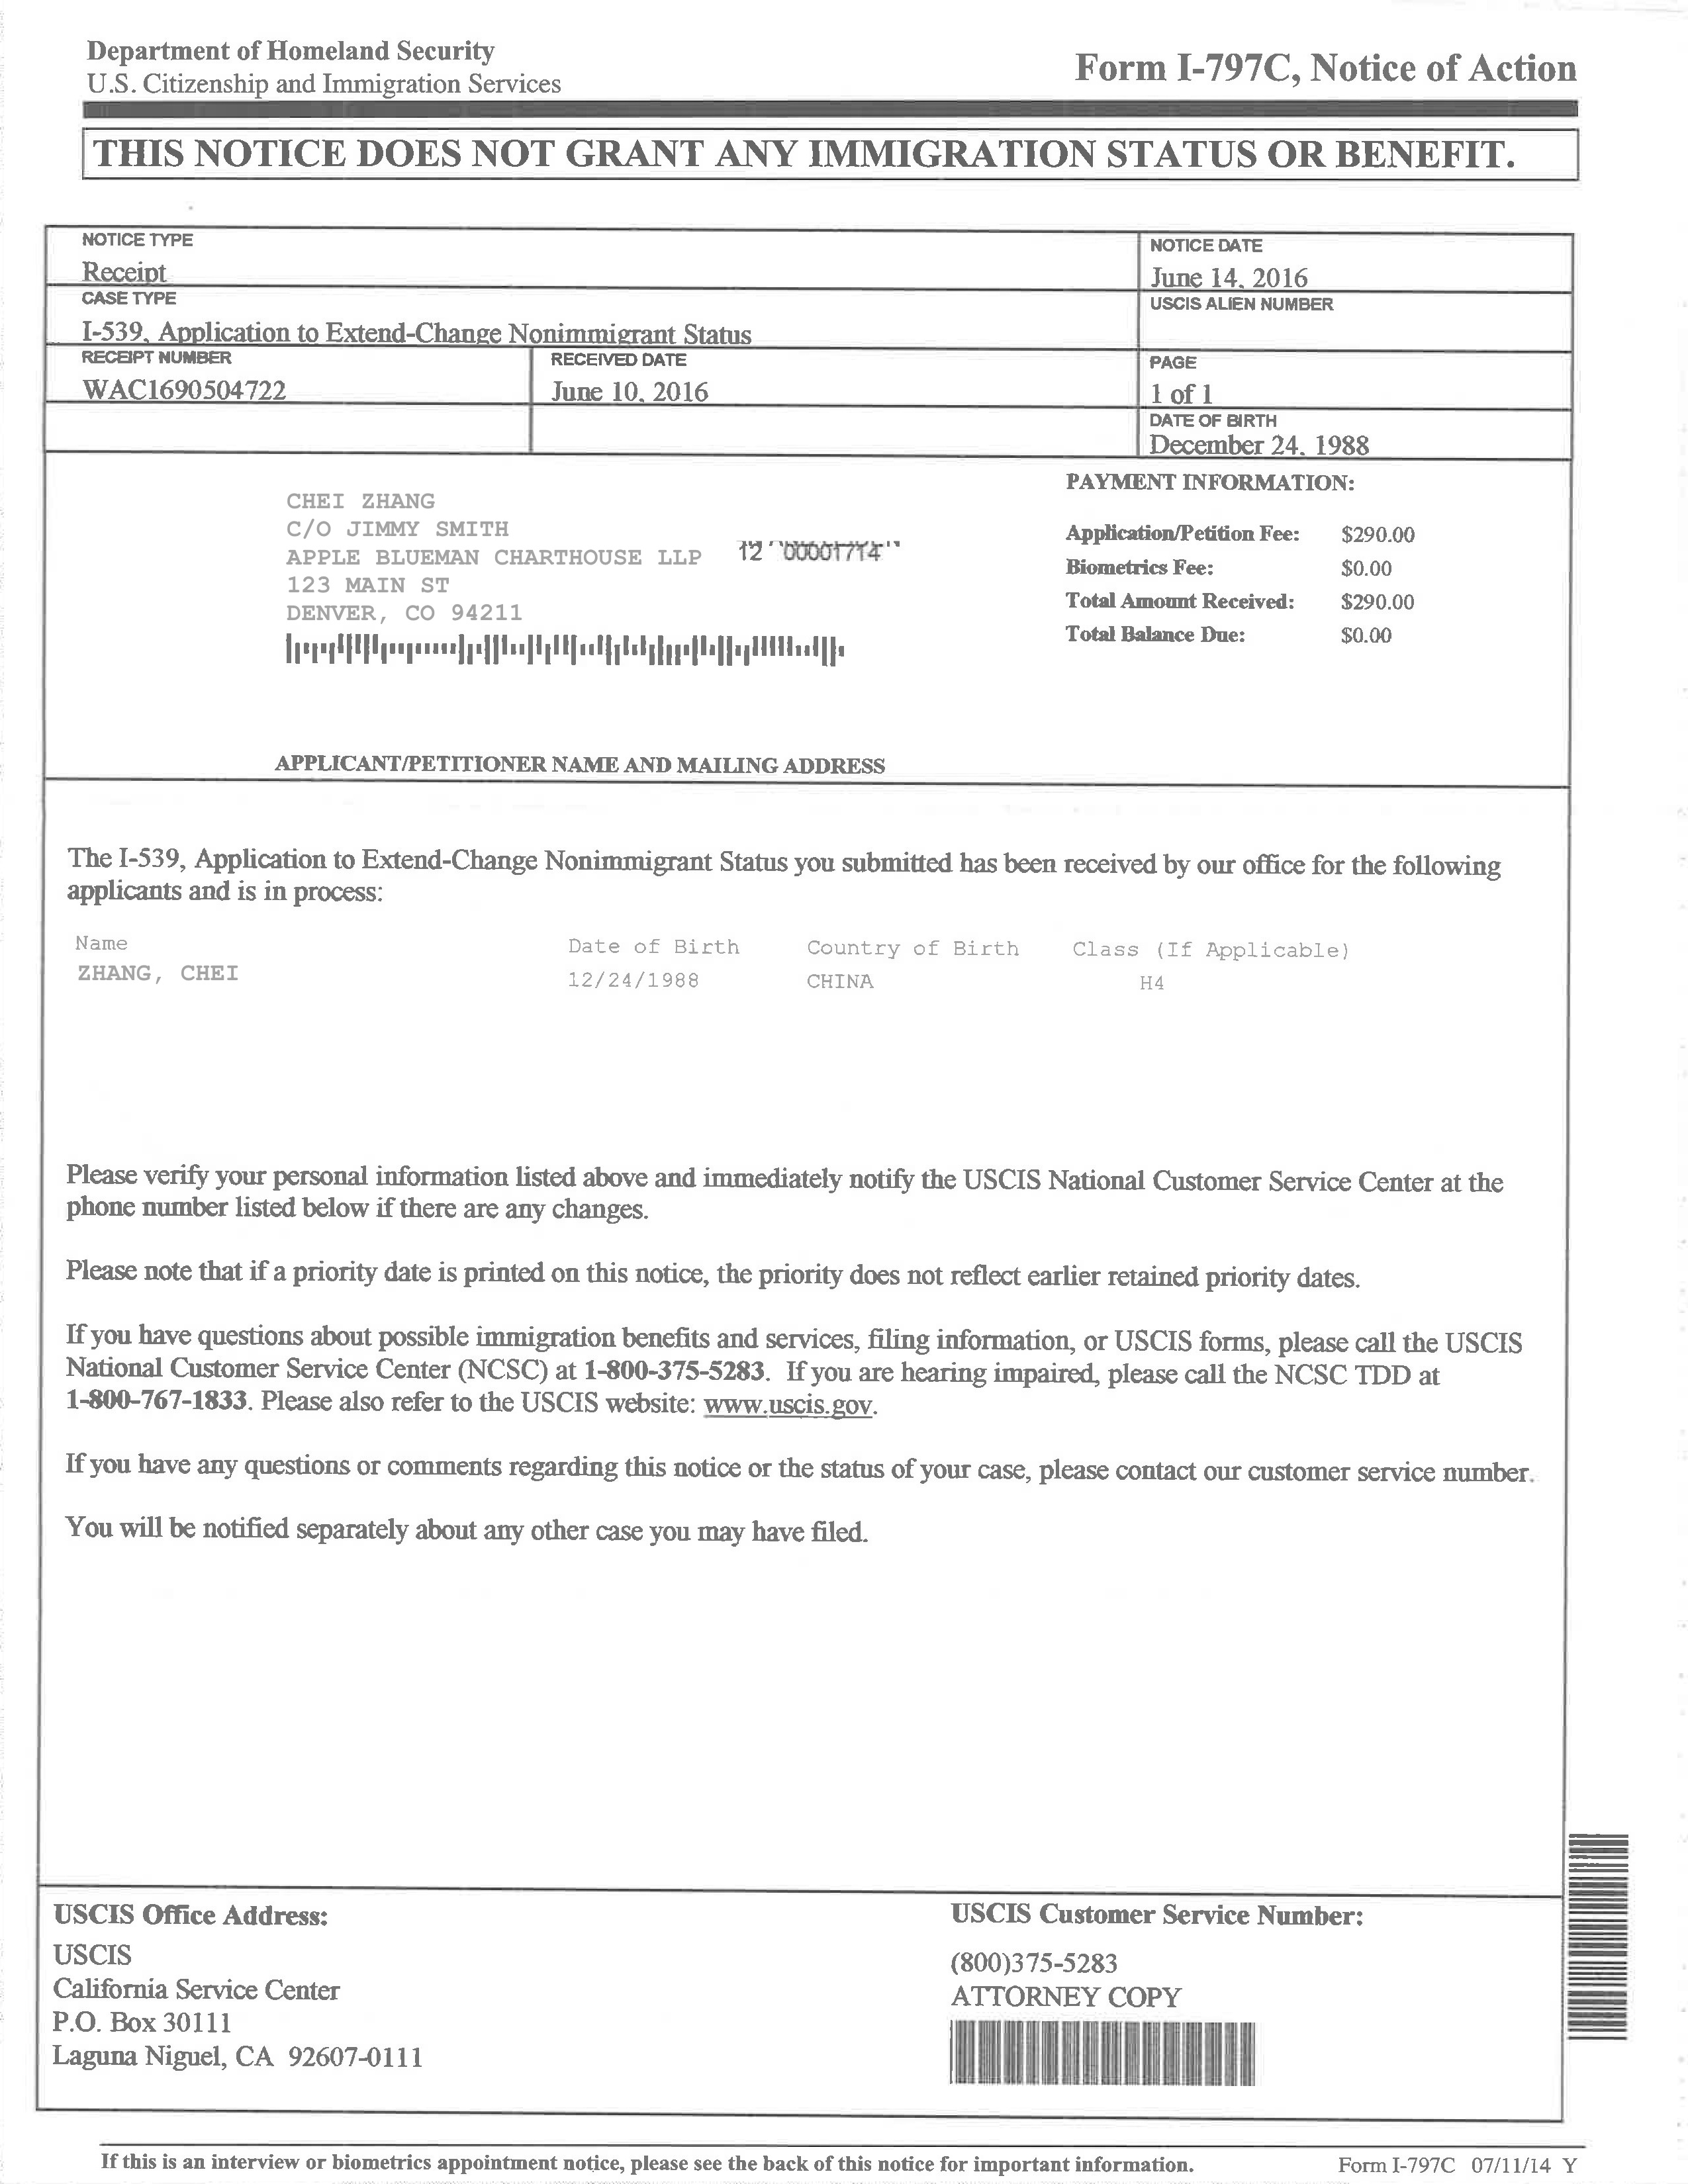 Department of Homeland Security
U.S. Citizenship and Immigration Services
Form I-797C, Notice of Action
THIS NOTICE DOES NOT GRANT ANY IMMIGRATION STATUS OR BENEFIT.
NOTICE TYPE
Receipt
NOTICE DATE
June 14, 2016
CASE TYPE
I-539, Application to Extend-Change Nonimmigrant Status
USCIS ALIEN NUMBER
RECEIPT NUMBER
WAC1690504722
RECEIVED DATE
June 10, 2016
PAGE
1 of 1
DATE OF BIRTH
December 24, 1988
CHEI ZHANG
C/O JIMMY SMITH
APPLE BLUEMAN CHARTHOUSE LLP
123 MAIN ST
DENVER, CO 94211
12 00001714
PAYMENT INFORMATION:
Application/Petition Fee: $290.00
Biometrics Fee: $0.00
Total Amount Received: $290.00
Total Balance Due: $0.00
APPLICANT/PETITIONER NAME AND MAILING ADDRESS
The I-539, Application to Extend-Change Nonimmigrant Status you submitted has been received by our office for the following
applicants and is in process:
Name Date of Birth Country of Birth Class (If Applicable)
ZHANG, CHEI 12/24/1988 CHINA H4
Please verify your personal information listed above and immediately notify the USCIS National Customer Service Center at the
phone number listed below if there are any changes.
Please note that if a priority date is printed on this notice, the priority does not reflect earlier retained priority dates.
If you have questions about possible immigration benefits and services, filing information, or USCIS forms, please call the USCIS
National Customer Service Center (NCSC) at 1-800-375-5283. If you are hearing impaired, please call the NCSC TDD at
1-800-767-1833. Please also refer to the USCIS website: www.uscis.gov.
If you have any questions or comments regarding this notice or the status of your case, please contact our customer service number.
You will be notified separately about any other case you may have filed.
USCIS Office Address:
USCIS
California Service Center
P.O. Box 30111
Laguna Niguel, CA 92607-0111
USCIS Customer Service Number:
(800)375-5283
ATTORNEY COPY
If this is an interview or biometrics appointment notice, please see the back of this notice for important information.
Form I-797C 07/11/14 Y